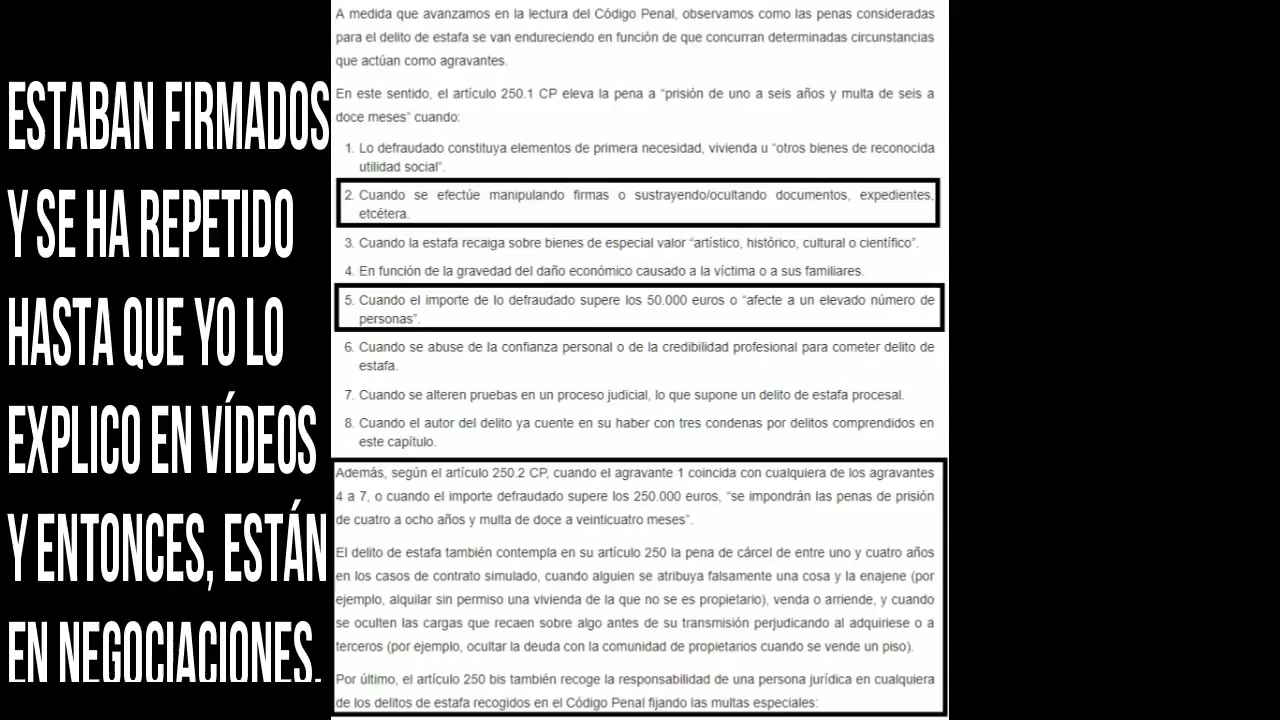 ESTABAN FIRMADOS
Y SE HA REPETIDO
HASTA QUE YO LO
EXPLICO EN VÍDEOS
Y ENTONCES, ESTÁN
EN NEGOCIACIONES.
A medida que avanzamos en la lectura del Código Penal, observamos como las penas consideradas
para el delito de estafa se van endureciendo en función de que concurran determinadas circunstancias
que actúan como agravantes.
En este sentido, el artículo 250.1 CP eleva la pena a “prisión de uno a seis años y multa de seis a
doce meses” cuando:
1. Lo defraudado constituya elementos de primera necesidad, vivienda u “otros bienes de reconocida
utilidad social”.
2. Cuando se efectúe manipulando firmas o sustrayendo/ocultando documentos, expedientes,
etcétera.
3. Cuando la estafa recaiga sobre bienes de especial valor “artístico, histórico, cultural o científico”.
4. En función de la gravedad del daño económico causado a la víctima o a sus familiares.
5. Cuando el importe de lo defraudado supere los 50.000 euros o “afecte a un elevado número de
personas”.
6. Cuando se abuse de la confianza personal o de la credibilidad profesional para cometer delito de
estafa.
7. Cuando se alteren pruebas en un proceso judicial, lo que supone un delito de estafa procesal.
8. Cuando el autor del delito ya cuente en su haber con tres condenas por delitos comprendidos en
este capítulo.
Además, según el artículo 250.2 CP, cuando el agravante 1 coincida con cualquiera de los agravantes
4 a 7, o cuando el importe defraudado supere los 250.000 euros, “se impondrán las penas de prisión
de cuatro a ocho años y multa de doce a veinticuatro meses”.
El delito de estafa también contempla en su artículo 250 la pena de cárcel de entre uno y cuatro años
en los casos de contrato simulado, cuando alguien se atribuya falsamente una cosa y la enajene (por
ejemplo, alquilar sin permiso una vivienda de la que no se es propietario), venda o arriende, y cuando
se oculten las cargas que recaen sobre algo antes de su transmisión perjudicando al adquiriese o a
terceros (por ejemplo, ocultar la deuda con la comunidad de propietarios cuando se vende un piso).
Por último, el artículo 250 bis también recoge la responsabilidad de una persona jurídica en cualquiera
de los delitos de estafa recogidos en el Código Penal fijando las multas especiales: